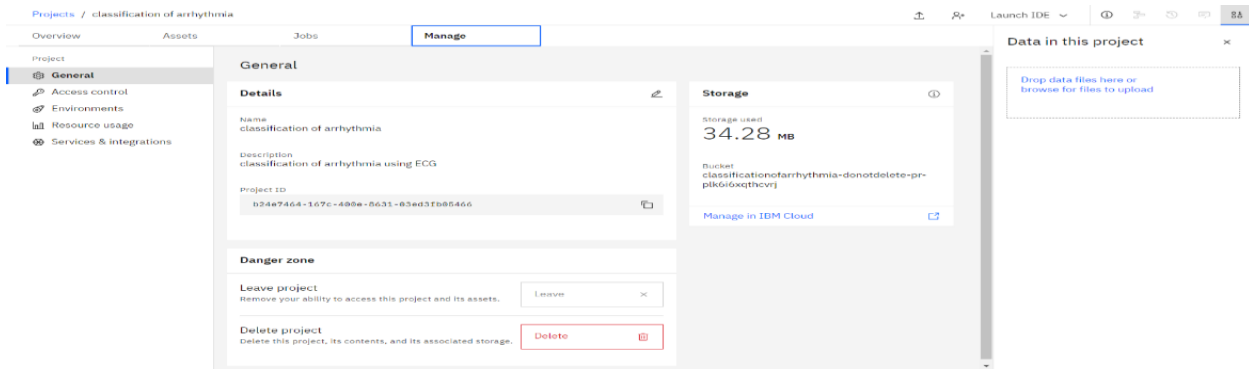 Projects / classification of arrhythmia
Launch IDE
Overview Assets Jobs Manage
Data in this project
Project
General
Access control
Environments
Resource usage
Services & integrations
General
Details
Name
classification of arrhythmia
Description
classification of arrhythmia using ECG
Project ID
b24e7464-167c-400e-8631-03ed3fb05466
Storage
Storage used
34.28 MB
Bucket
classificationofarrhythmia-donotdelete-pr-
plk6i6xqthcvrj
Manage in IBM Cloud
Danger zone
Leave project
Remove your ability to access this project and its assets.
Leave
Delete project
Delete this project, its contents, and its associated storage.
Delete
Drop data files here or
browse for files to upload